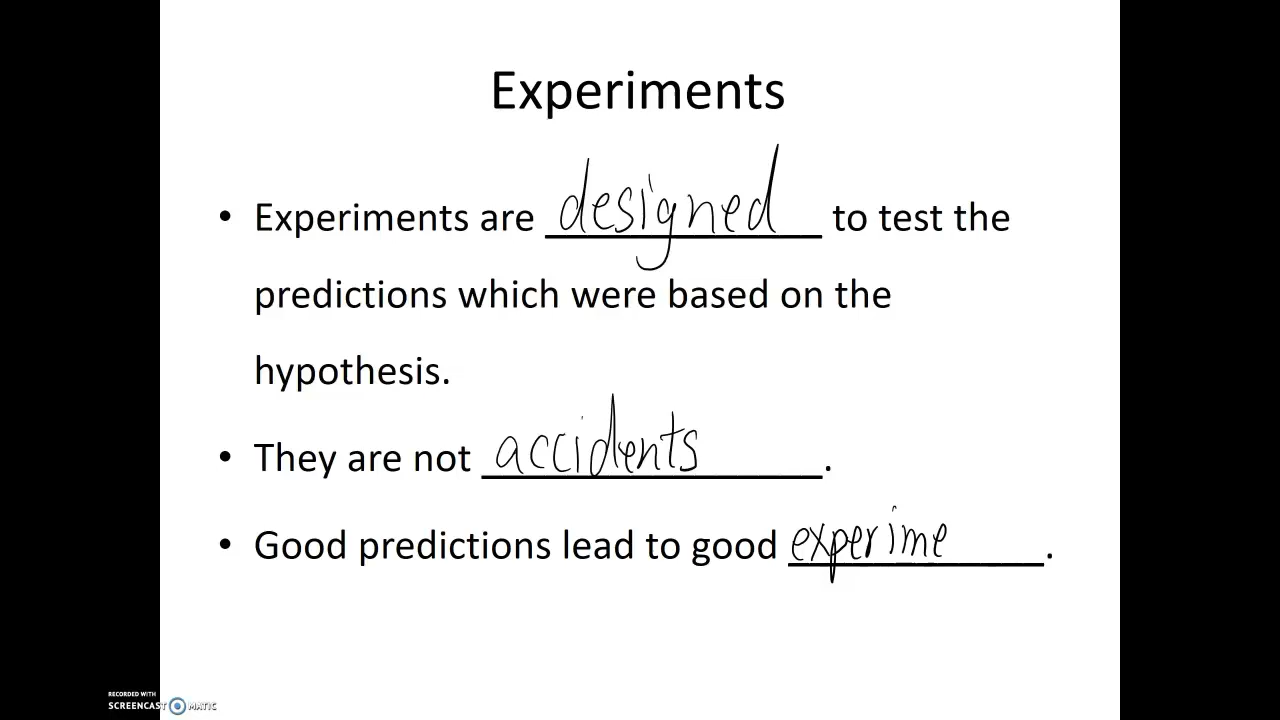 Experiments
• Experiments are designed to test the
predictions which were based on the
hypothesis.
• They are not accidents.
• Good predictions lead to good experime.
RECORDED WITH
SCREENCAST MATIC